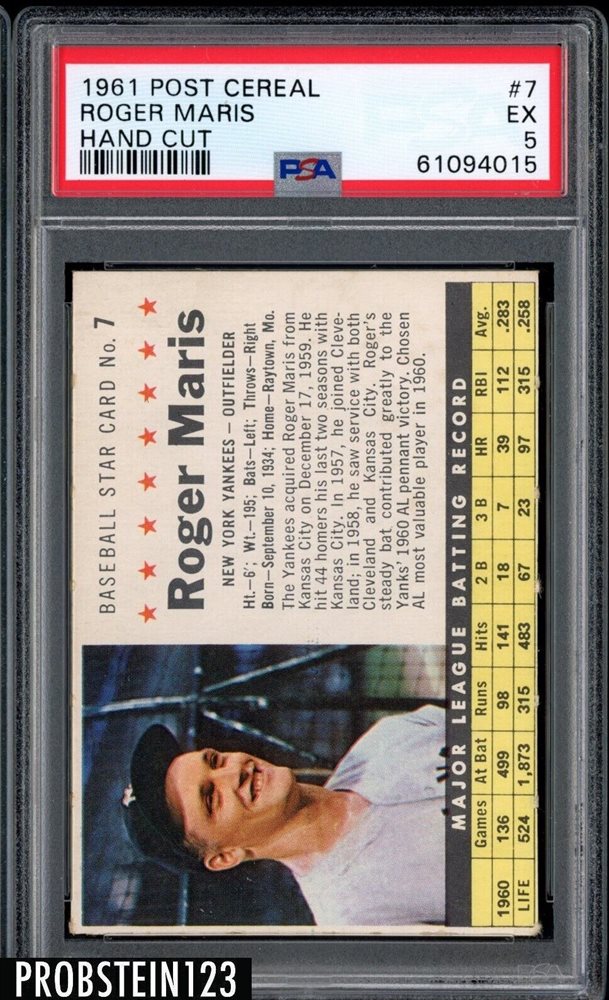 1961 POST CEREAL #7
ROGER MARIS EX
HAND CUT 5
PSA 61094015
BASEBALL STAR CARD No. 7
Roger Maris
NEW YORK YANKEES – OUTFIELDER
Ht.—6'; Wt.—195; Bats—Left; Throws—Right
Born—September 10, 1934; Home—Raytown, Mo.
The Yankees acquired Roger Maris from
Kansas City on December 17, 1959. He
hit 44 homers his last two seasons with
Kansas City. In 1957, he joined Cleve-
land; in 1958, he saw service with both
Cleveland and Kansas City. Roger's
steady bat contributed greatly to the
Yanks' 1960 AL pennant victory. Chosen
AL most valuable player in 1960.
MAJOR LEAGUE BATTING RECORD
Games At Bat Runs Hits 2 B 3 B HR RBI Avg.
1960 136 499 98 141 18 7 39 112 .283
LIFE 524 1,873 315 483 67 23 97 315 .258
PROBSTEIN123